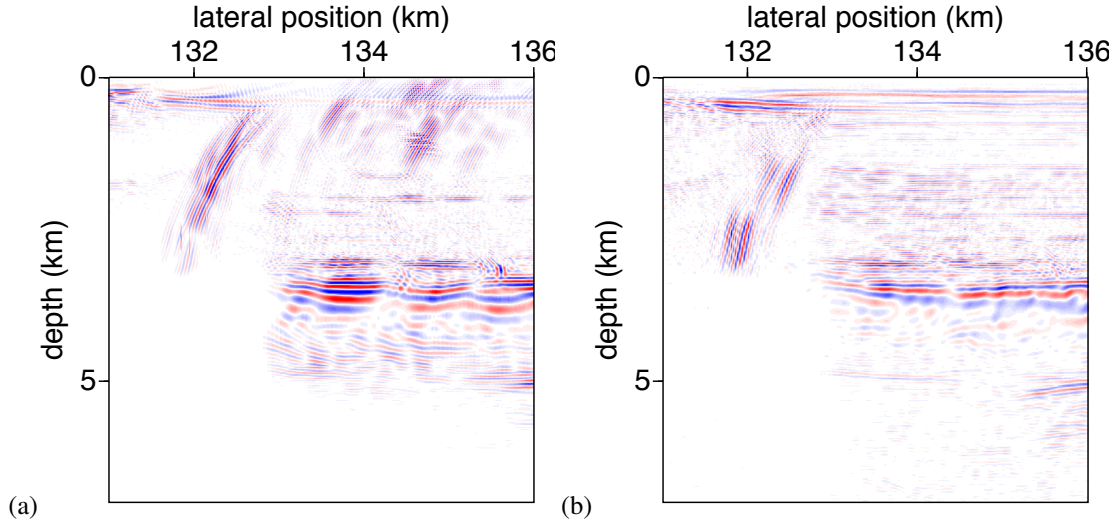 lateral position (km)
132 134 136
0
5
depth (km)
(a)
lateral position (km)
132 134 136
0
5
depth (km)
(b)